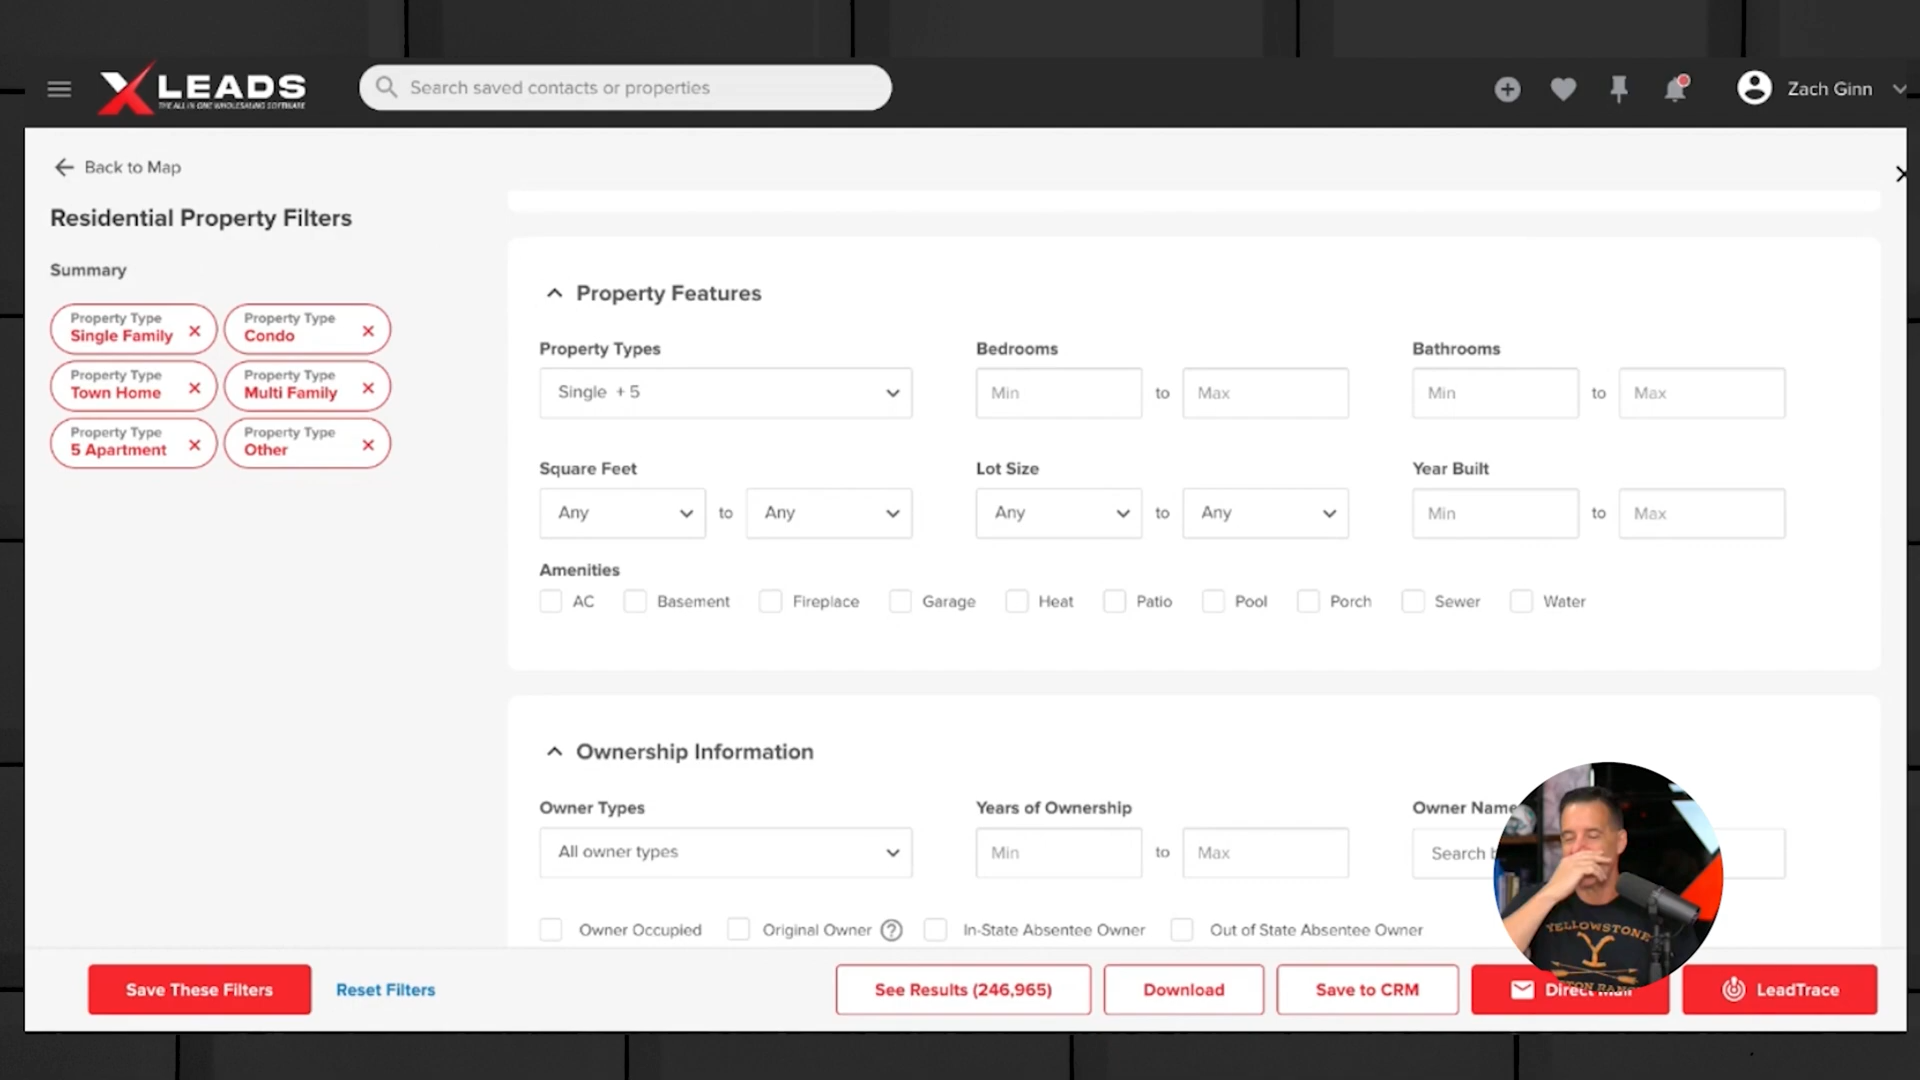 XLEADS
THE ALL IN ONE WHOLESALING SOFTWARE
Search saved contacts or properties
Zach Ginn
Back to Map
Residential Property Filters
Summary
Property Type
Single Family
Property Type
Condo
Property Type
Town Home
Property Type
Multi Family
Property Type
5 Apartment
Property Type
Other
Property Features
Property Types
Bedrooms
Bathrooms
Single + 5
Min to Max
Min to Max
Square Feet
Lot Size
Year Built
Any to Any
Any to Any
Min to Max
Amenities
AC Basement Fireplace Garage Heat Patio Pool Porch Sewer Water
Ownership Information
Owner Types
Years of Ownership
Owner Name
All owner types
Min to Max
Search
Owner Occupied Original Owner ? In-State Absentee Owner Out of State Absentee Owner
YELLOWSTONE
Y
Save These Filters
Reset Filters
See Results (246,965)
Download
Save to CRM
Direct Mail
LeadTrace